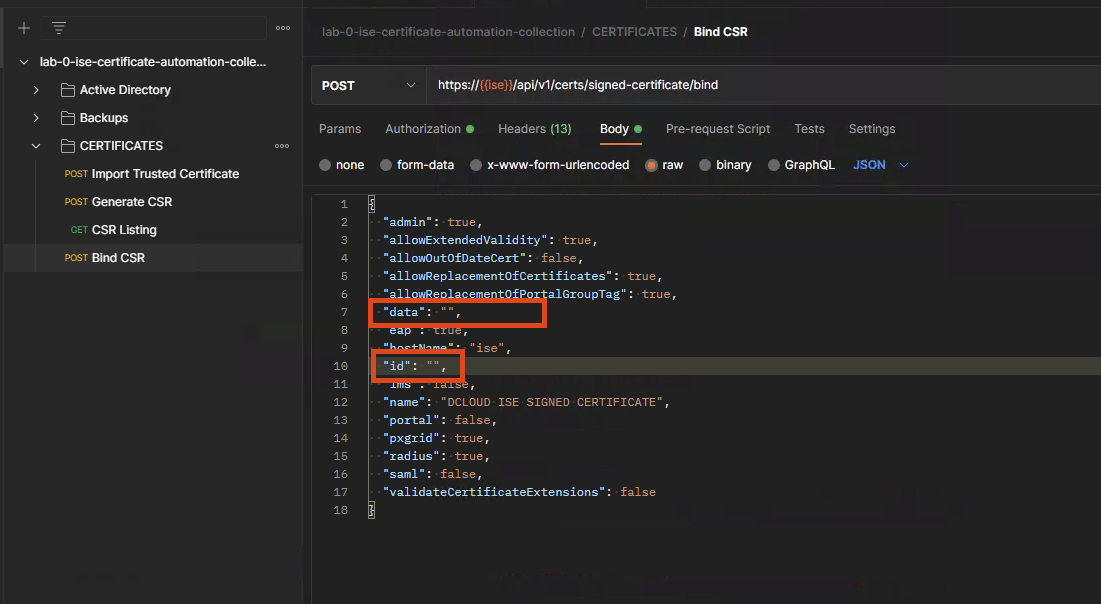 lab-0-ise-certificate-automation-collection / CERTIFICATES / Bind CSR
lab-0-ise-certificate-automation-colle...
Active Directory
Backups
CERTIFICATES
POST Import Trusted Certificate
POST Generate CSR
GET CSR Listing
POST Bind CSR
POST https://{{ise}}/api/v1/certs/signed-certificate/bind
Params Authorization Headers (13) Body Pre-request Script Tests Settings
none form-data x-www-form-urlencoded raw binary GraphQL JSON
1 {
2 "admin": true,
3 "allowExtendedValidity": true,
4 "allowOutOfDateCert": false,
5 "allowReplacementOfCertificates": true,
6 "allowReplacementOfPortalGroupTag": true,
7 "data": "",
8 "eap": true,
9 "hostName": "ise",
10 "id": "",
11 "ims": false,
12 "name": "DCLOUD ISE SIGNED CERTIFICATE",
13 "portal": false,
14 "pxgrid": true,
15 "radius": true,
16 "saml": false,
17 "validateCertificateExtensions": false
18 }